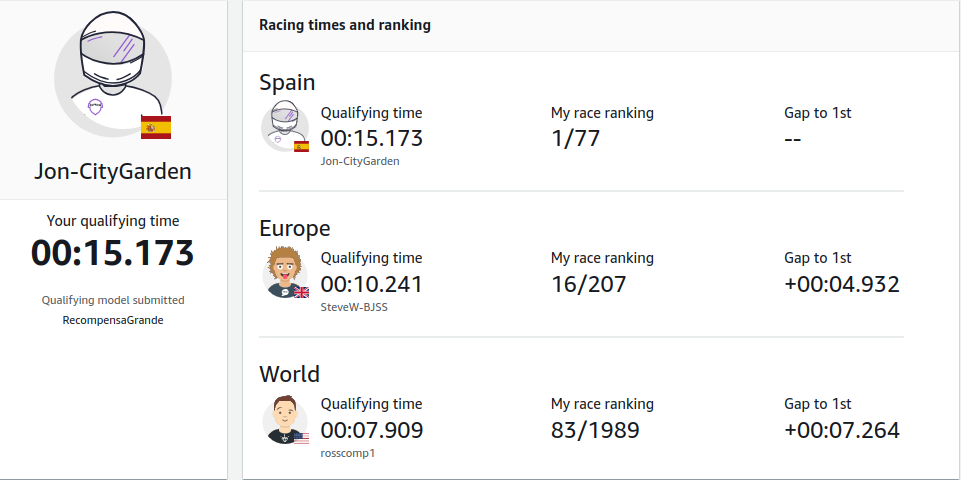 Jon-CityGarden
Your qualifying time
00:15.173
Qualifying model submitted
RecompensaGrande
Racing times and ranking
Spain
Qualifying time
00:15.173
Jon-CityGarden
My race ranking
1/77
Gap to 1st
--
Europe
Qualifying time
00:10.241
SteveW-BJSS
My race ranking
16/207
Gap to 1st
+00:04.932
World
Qualifying time
00:07.909
rosscomp1
My race ranking
83/1989
Gap to 1st
+00:07.264